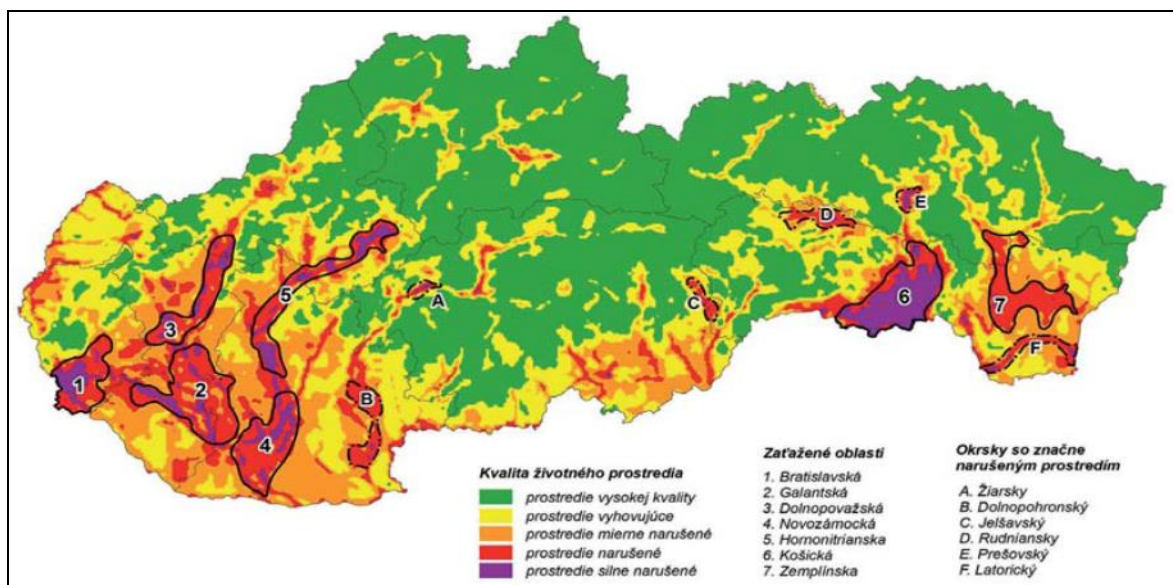 D
E
A
5
C
6
7
3
F
1
2
B
4
Kvalita životného prostredia
prostredie vysokej kvality
prostredie vyhovujúce
prostredie mierne narušené
prostredie narušené
prostredie silne narušené
Zaťažené oblasti
1. Bratislavská
2. Galantská
3. Dolnopovažská
4. Novozámocká
5. Hornonitrianska
6. Košická
7. Zemplínska
Okrsky so značne
narušeným prostredím
A. Žiarsky
B. Dolnopohronský
C. Jelšavský
D. Rudniansky
E. Prešovský
F. Latorický